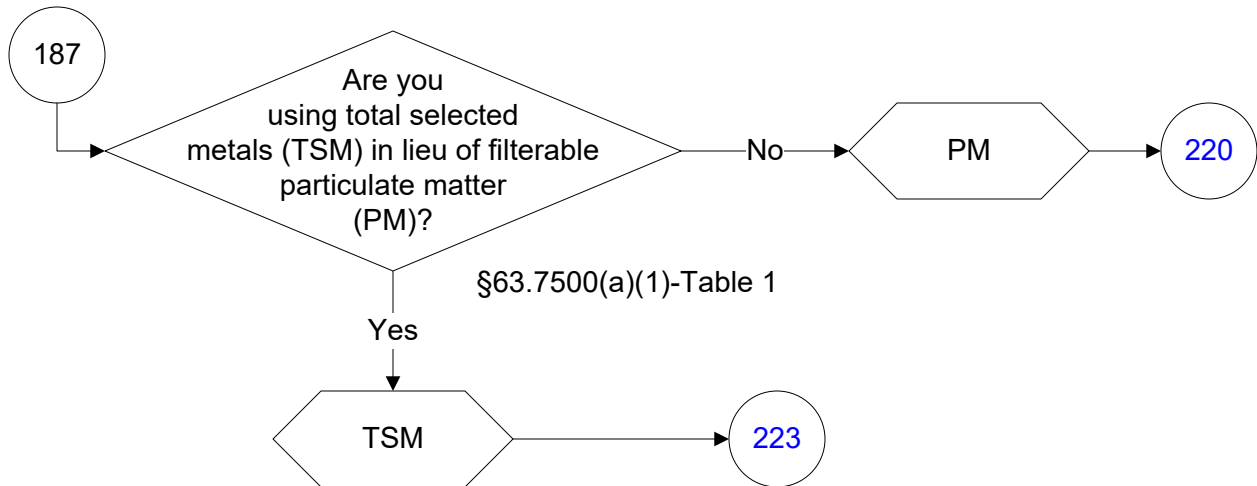 187
Are you
using total selected
metals (TSM) in lieu of filterable
particulate matter
(PM)?
No
PM
220
§63.7500(a)(1)-Table 1
Yes
TSM
223